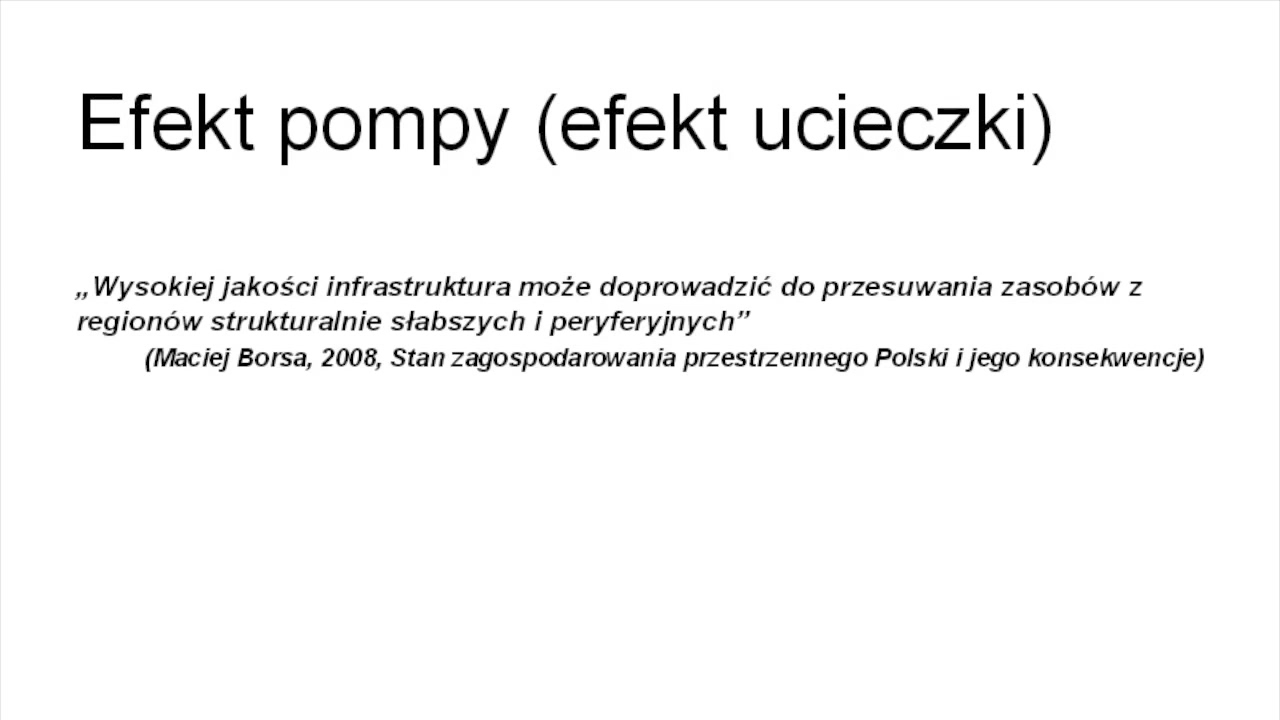 Efekt pompy (efekt ucieczki)
„Wysokiej jakości infrastruktura może doprowadzić do przesuwania zasobów z
regionów strukturalnie słabszych i peryferyjnych”
(Maciej Borsa, 2008, Stan zagospodarowania przestrzennego Polski i jego konsekwencje)